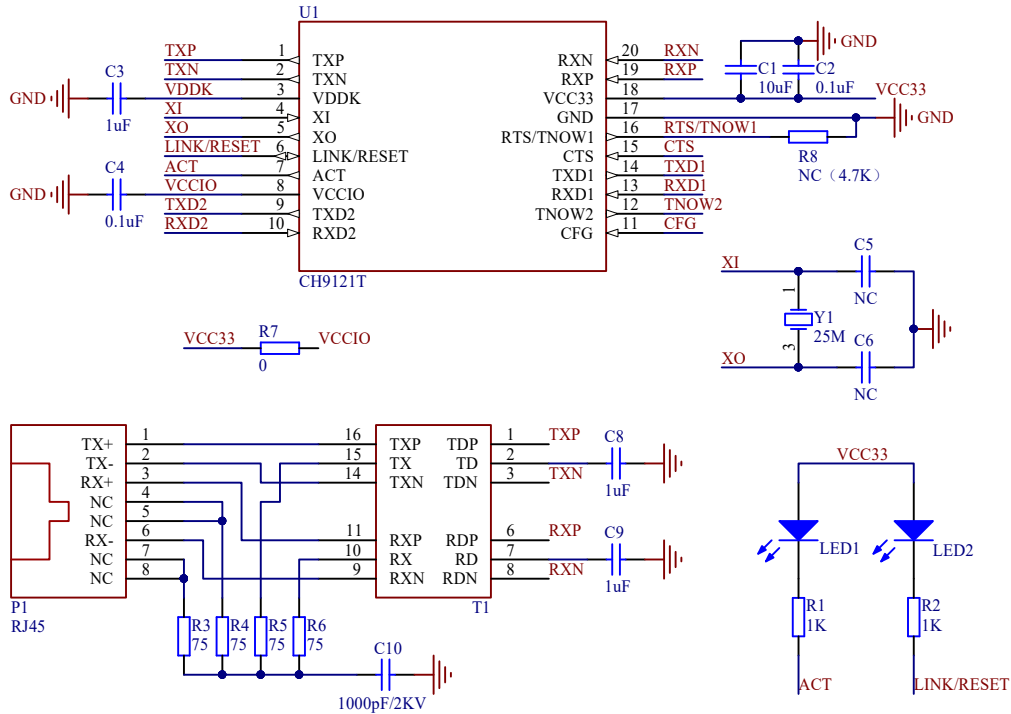 U1
TXP 1 TXP RXN 20 RXN
TXN 2 TXN RXP 19 RXP
VDDK 3 VDDK VCC33 18 VCC33
XI 4 XI GND 17 GND
XO 5 XO RTS/TNOW1 16 RTS/TNOW1
LINK/RESET 6 LINK/RESET CTS 15 CTS
ACT 7 ACT TXD1 14 TXD1
VCCIO 8 VCCIO RXD1 13 RXD1
TXD2 9 TXD2 TNOW2 12 TNOW2
RXD2 10 RXD2 CFG 11 CFG
CH9121T
GND C3
1uF
GND C4
0.1uF
GND
C1 C2
10uF 0.1uF
R8
NC（4.7K）
VCC33 R7 VCCIO
0
XI C5
NC
1
Y1
25M
3
XO C6
NC
TX+ 1
TX- 2
RX+ 3
NC 4
NC 5
RX- 6
NC 7
NC 8
P1
RJ45
16 TXP TDP 1 TXP
15 TX TD 2
14 TXN TDN 3 TXN
11 RXP RDP 6 RXP
10 RX RD 7
9 RXN RDN 8 RXN
T1
C8
1uF
C9
1uF
R3 R4 R5 R6
75 75 75 75
C10
1000pF/2KV
VCC33
LED1 LED2
R1 R2
1K 1K
ACT LINK/RESET